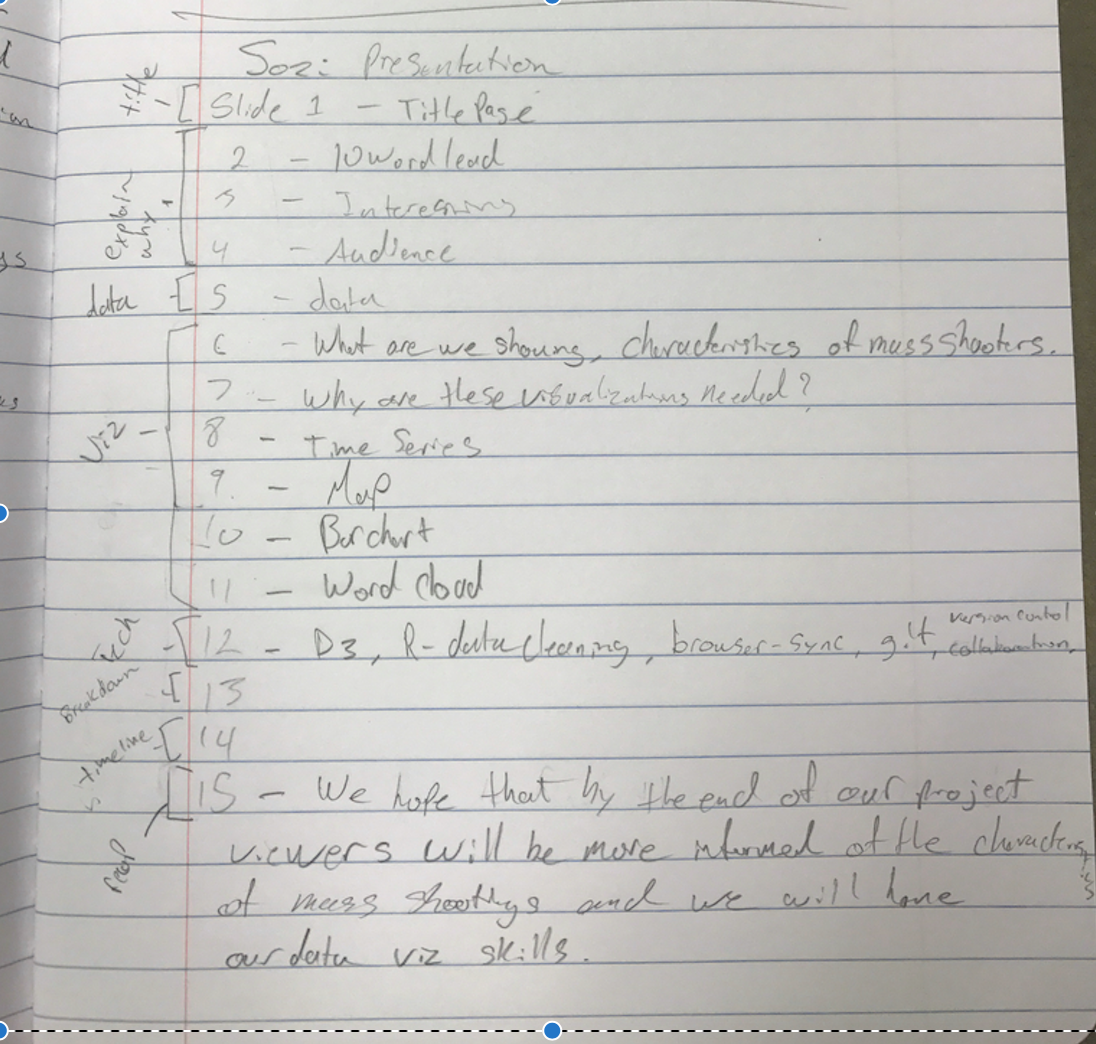 Sozi Presentation
title [ Slide 1 - Title Page
explain why + [ 2 - 10 word lead
3 - Interesting
4 - Audience
data [ 5 - data
Viz - [ 6 - What are we showing, characteristics of mass shooters.
7 - Why are these visualizations needed?
8 - Time Series
9. - Map
10 - Barchart
11 - Word Cloud
tech - [ 12 - D3, R - data cleaning, browser-sync, git, version control collaboration,
Breakdown [ 13
timeline - [ 14
recap [ 15 - We hope that by the end of our project
viewers will be more informed of the characteristics
of mass shootings and we will hone
our data viz skills.